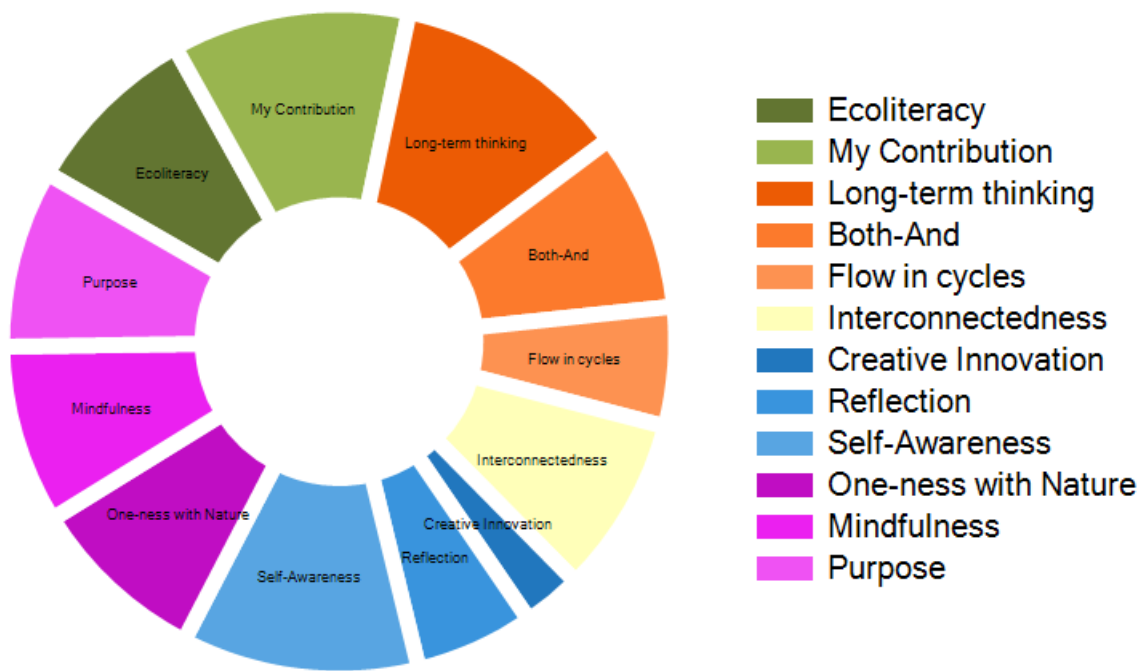 My Contribution
Long-term thinking
Ecoliteracy
Both-And
Purpose
Flow in cycles
Mindfulness
Interconnectedness
One-ness with Nature
Creative Innovation
Reflection
Self-Awareness
Ecoliteracy
My Contribution
Long-term thinking
Both-And
Flow in cycles
Interconnectedness
Creative Innovation
Reflection
Self-Awareness
One-ness with Nature
Mindfulness
Purpose